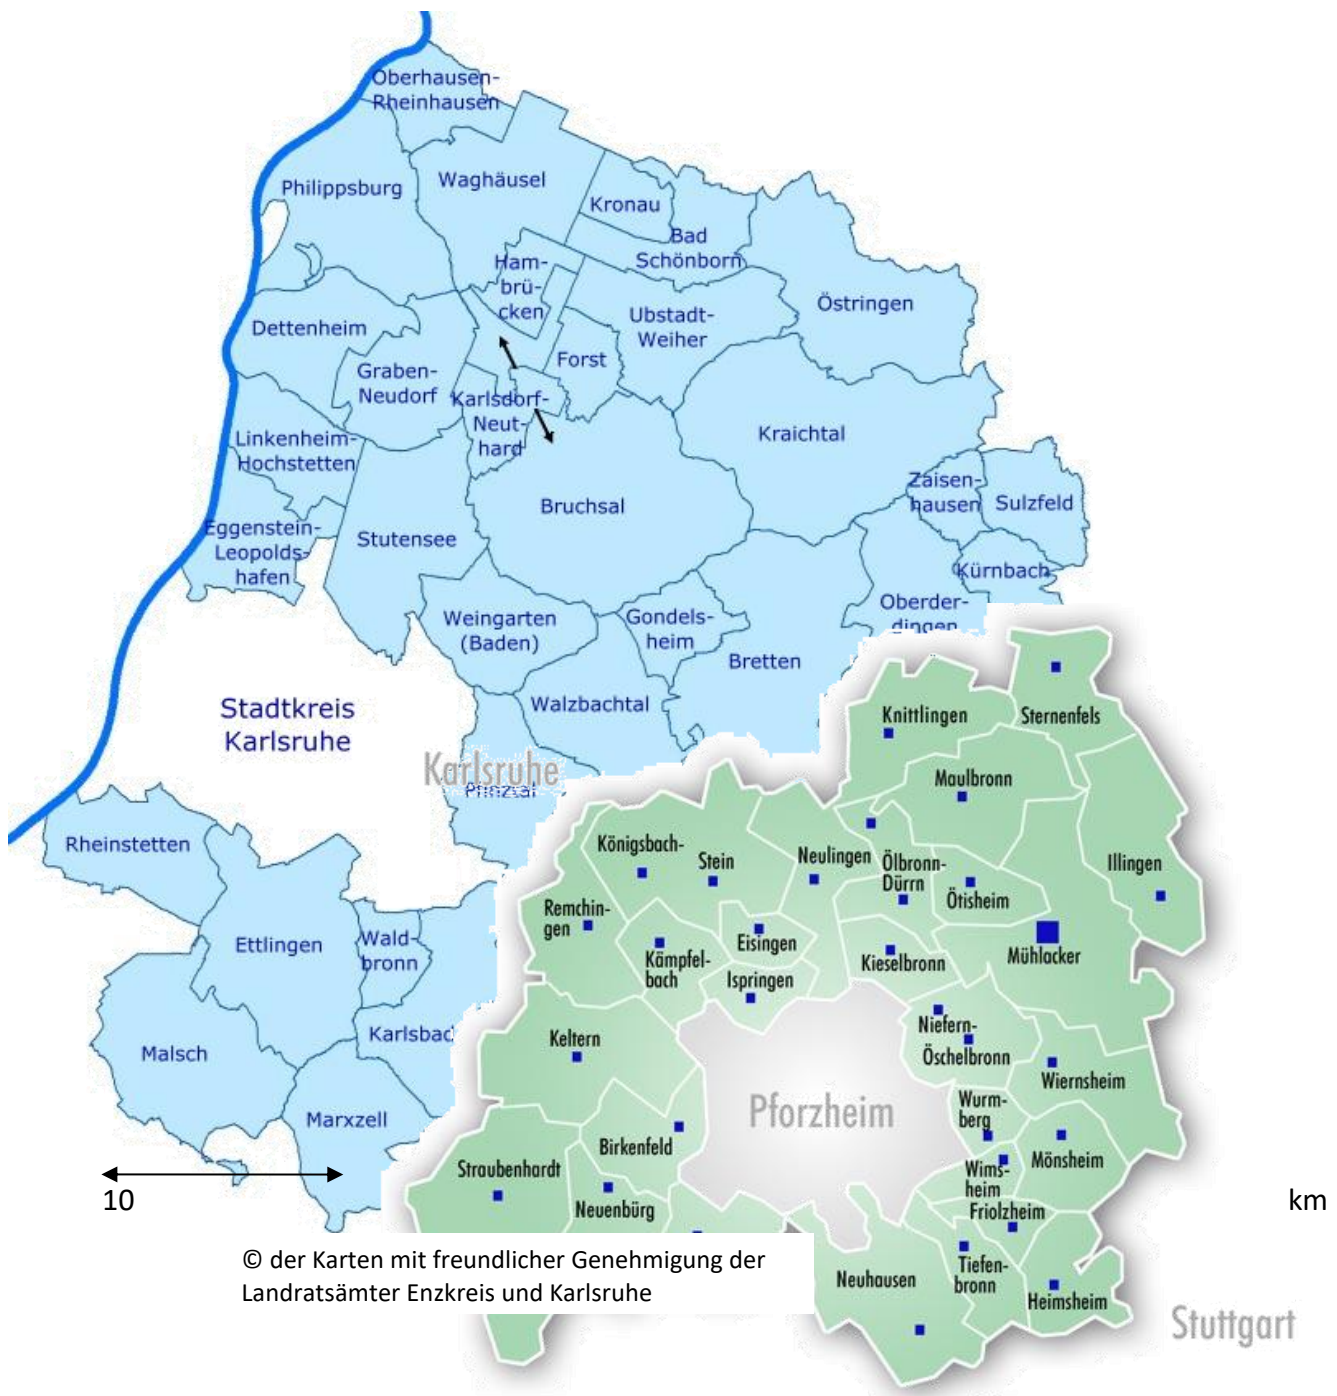 Oberhausen-
Rheinhausen
Philippsburg
Waghäusel
Kronau
Bad
Schönborn
Ham-
brü-
cken
Östringen
Dettenheim
Ubstadt-
Weiher
Forst
Graben-
Neudorf
Karlsdorf-
Neut-
hard
Kraichtal
Linkenheim-
Hochstetten
Zaisen-
hausen
Sulzfeld
Bruchsal
Eggenstein-
Leopolds-
hafen
Stutensee
Kürnbach
Oberder-
dingen
Weingarten
(Baden)
Gondels-
heim
Bretten
Walzbachtal
Stadtkreis
Karlsruhe
Karlsruhe
Pfinztal
Rheinstetten
Ettlingen
Wald-
bronn
Karlsbad
Malsch
Marxzell
Knittlingen
Sternenfels
Maulbronn
Königsbach-
Stein
Neulingen
Ölbronn-
Dürrn
Illingen
Ötisheim
Remchin-
gen
Eisingen
Kämpfel-
bach
Ispringen
Kieselbronn
Mühlacker
Keltern
Niefern-
Öschelbronn
Wiernsheim
Pforzheim
Wurm-
berg
Birkenfeld
Mönsheim
Straubenhardt
Wims-
heim
Neuenbürg
Friolzheim
10 km
© der Karten mit freundlicher Genehmigung der
Landratsämter Enzkreis und Karlsruhe
Neuhausen
Tiefen-
bronn
Heimsheim
Stuttgart